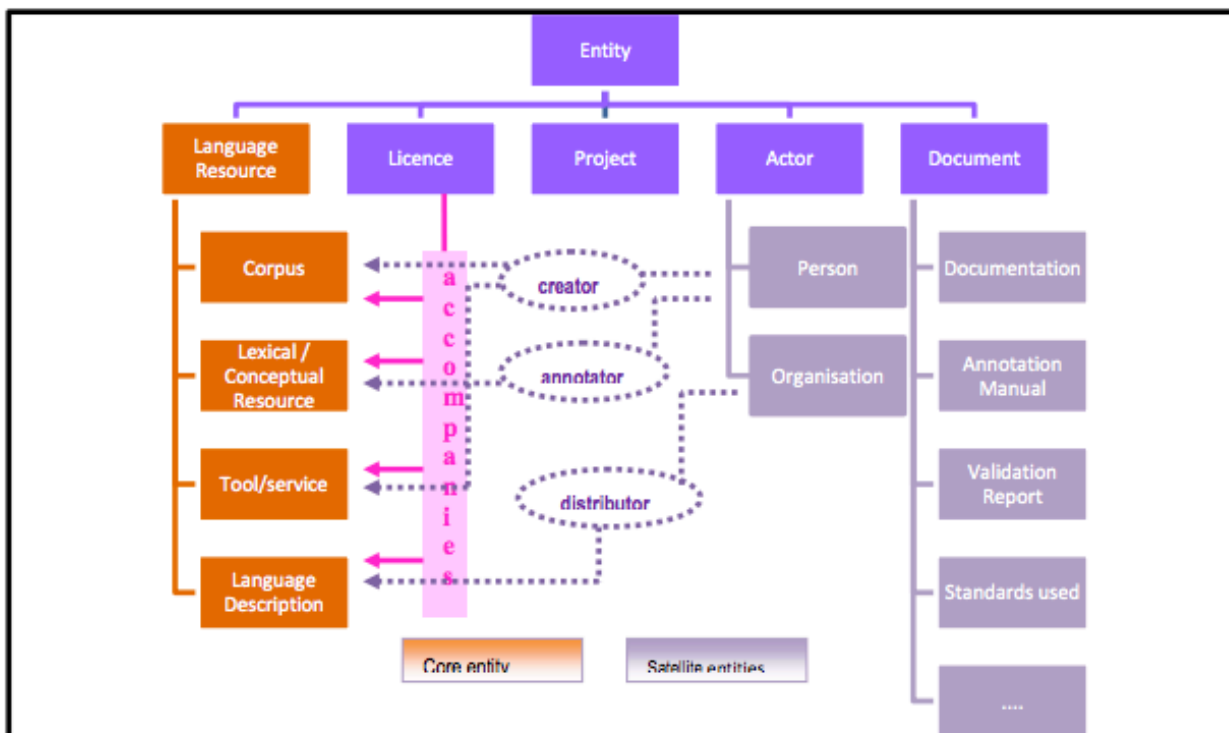 Entity
Language
Resource
Licence
Project
Actor
Document
Corpus
Lexical /
Conceptual
Resource
Tool/service
Language
Description
accompanies
creator
annotator
distributor
Person
Organisation
Documentation
Annotation
Manual
Validation
Report
Standards used
....
Core entity
Satellite entities